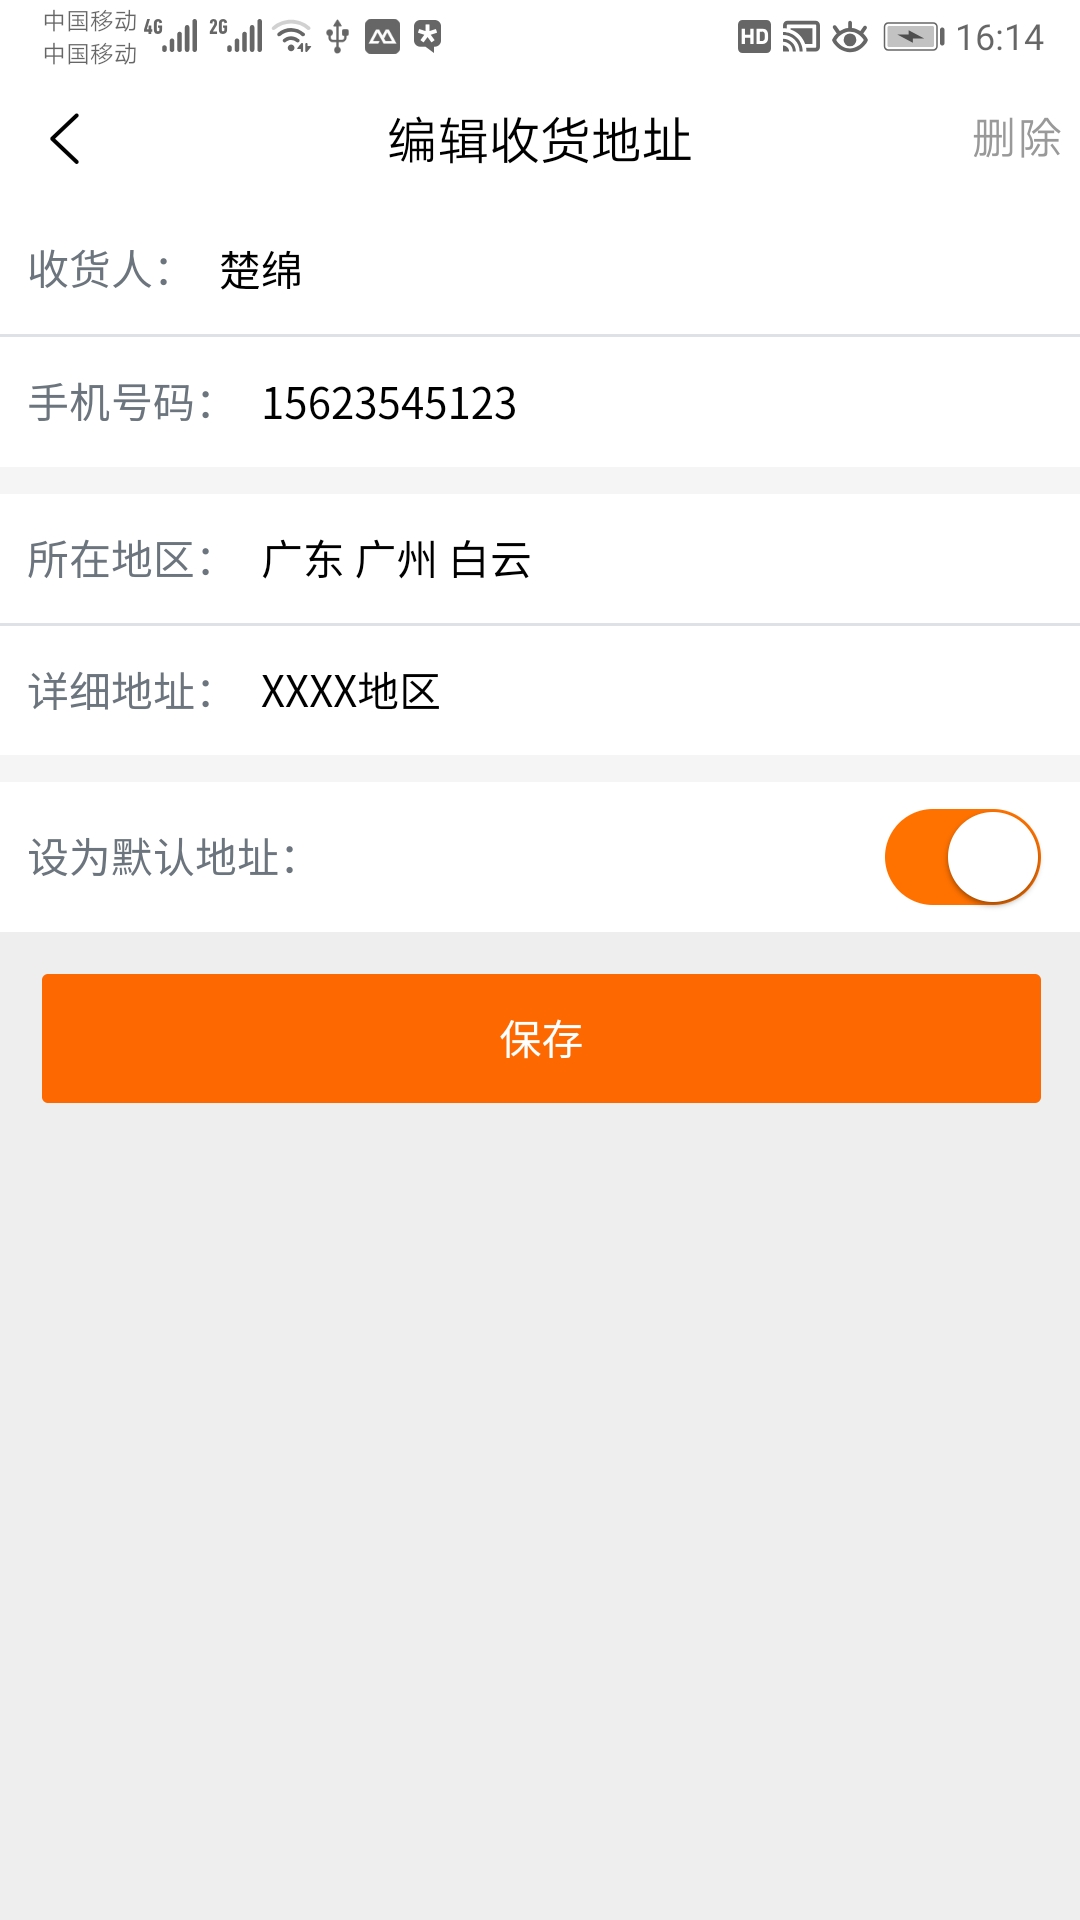 中国移动 4G 2G HD 16:14
中国移动
编辑收货地址 删除
收货人： 楚绵
手机号码： 15623545123
所在地区： 广东 广州 白云
详细地址： XXXX地区
设为默认地址：
保存